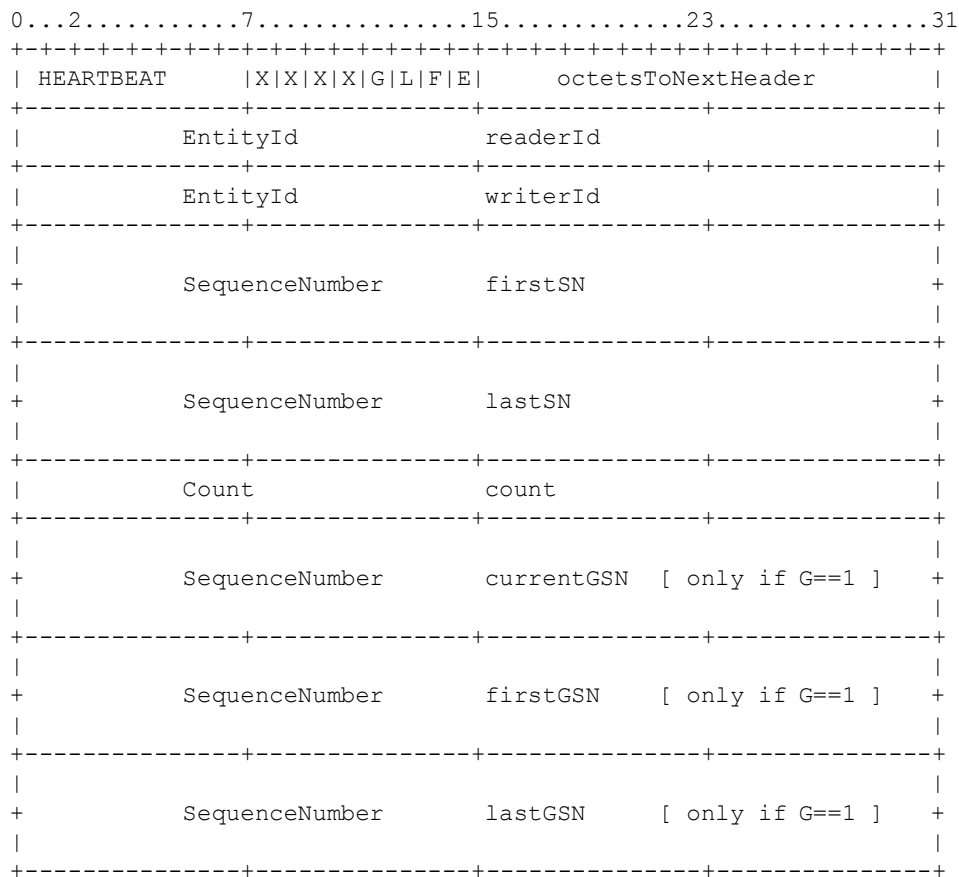 0...2...........7...............15.............23...............31
+-+-+-+-+-+-+-+-+-+-+-+-+-+-+-+-+-+-+-+-+-+-+-+-+-+-+-+-+-+-+-+-+
| HEARTBEAT     |X|X|X|X|G|L|F|E|     octetsToNextHeader        |
+---------------+---------------+---------------+---------------+
|          EntityId             readerId                       |
+---------------+---------------+---------------+---------------+
|          EntityId             writerId                       |
+---------------+---------------+---------------+---------------+
|                                                               |
+          SequenceNumber       firstSN                        +
|                                                               |
+---------------+---------------+---------------+---------------+
|                                                               |
+          SequenceNumber       lastSN                         +
|                                                               |
+---------------+---------------+---------------+---------------+
|          Count                count                          |
+---------------+---------------+---------------+---------------+
|                                                               |
+          SequenceNumber       currentGSN  [ only if G==1 ]   +
|                                                               |
+---------------+---------------+---------------+---------------+
|                                                               |
+          SequenceNumber       firstGSN    [ only if G==1 ]   +
|                                                               |
+---------------+---------------+---------------+---------------+
|                                                               |
+          SequenceNumber       lastGSN     [ only if G==1 ]   +
|                                                               |
+---------------+---------------+---------------+---------------+